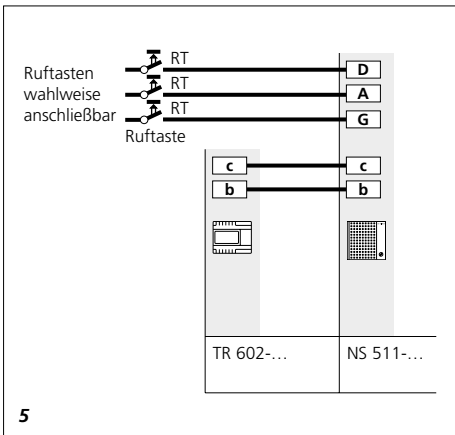 Ruftasten
wahlweise
anschließbar
RT
RT
RT
Ruftaste
D
A
G
c c
b b
TR 602-…
NS 511-…
5